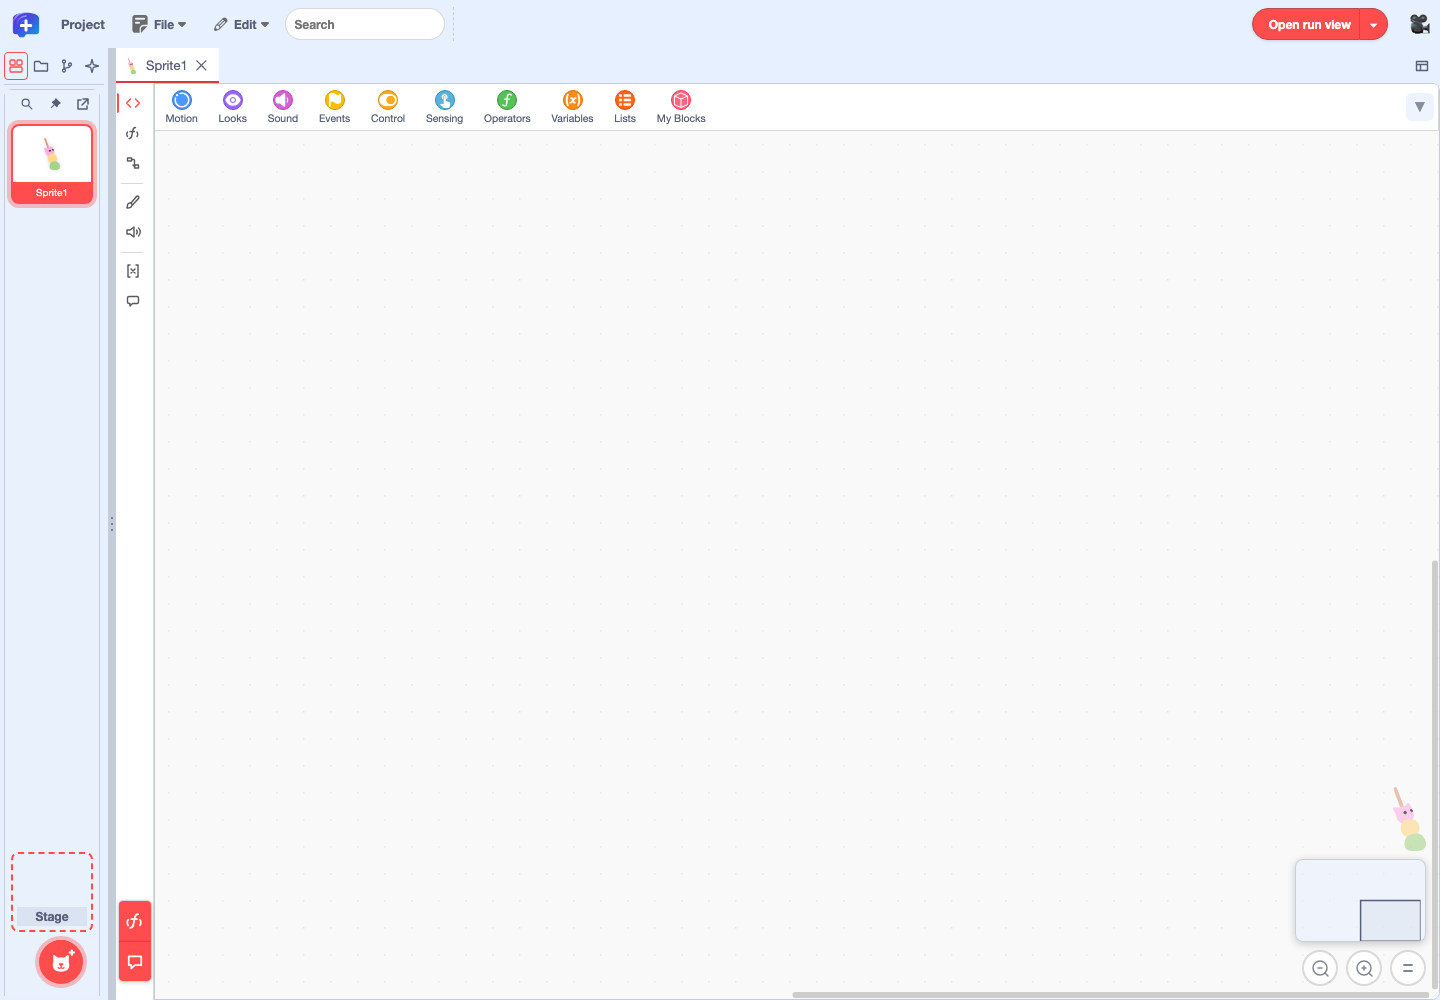 Project
File
Edit
Search
Open run view
Sprite1
Motion
Looks
Sound
Events
Control
Sensing
Operators
Variables
Lists
My Blocks
Sprite1
Stage